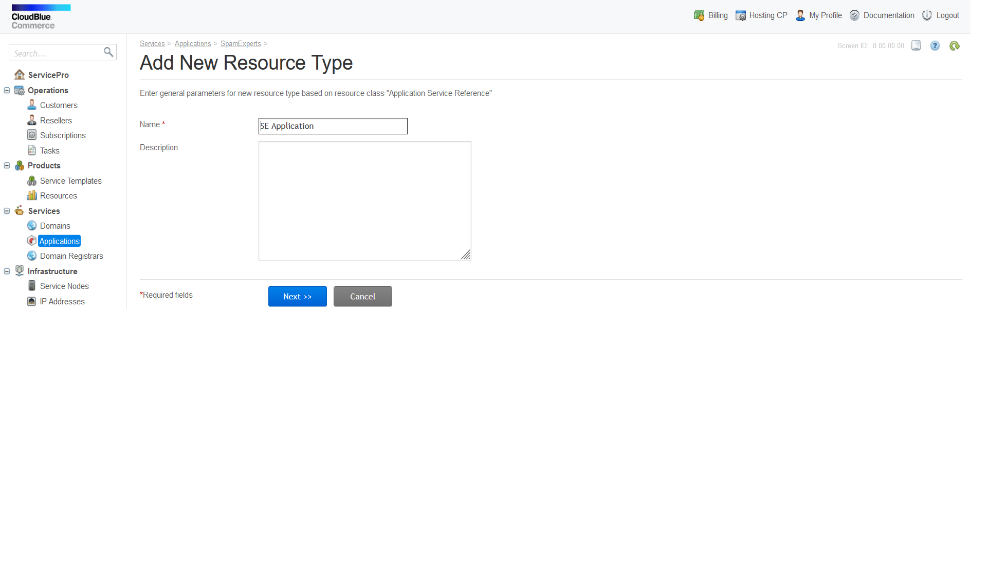 CloudBlue.
Commerce
Billing Hosting CP My Profile Documentation Logout
Search....
ServicePro
Operations
Customers
Resellers
Subscriptions
Tasks
Products
Service Templates
Resources
Services
Domains
Applications
Domain Registrars
Infrastructure
Service Nodes
IP Addresses
Services > Applications > SpamExperts >
Screen ID: 0.00.00.00
Add New Resource Type
Enter general parameters for new resource type based on resource class "Application Service Reference"
Name * SE Application
Description
*Required fields Next >> Cancel